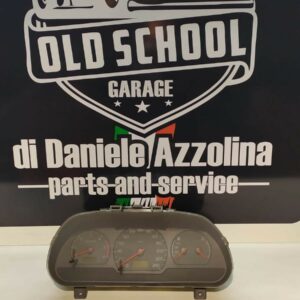 OLD SCHOOL
GARAGE
di Daniele Azzolina
parts and service